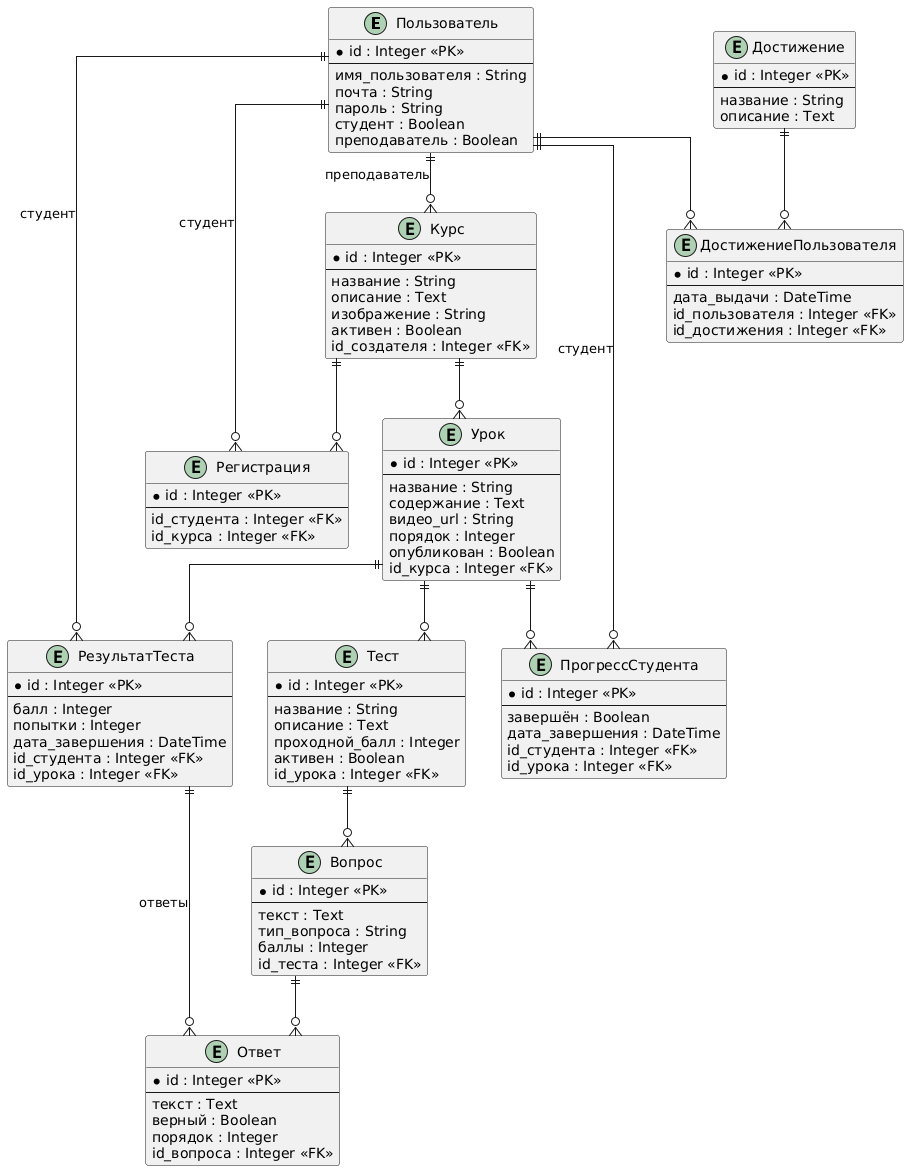 E Пользователь
* id : Integer «PK»
имя_пользователя : String
почта : String
пароль : String
студент : Boolean
преподаватель : Boolean
E Достижение
* id : Integer «PK»
название : String
описание : Text
студент
студент
преподаватель
студент
E Курс
* id : Integer «PK»
название : String
описание : Text
изображение : String
активен : Boolean
id_создателя : Integer «FK»
E ДостижениеПользователя
* id : Integer «PK»
дата_выдачи : DateTime
id_пользователя : Integer «FK»
id_достижения : Integer «FK»
E Регистрация
* id : Integer «PK»
id_студента : Integer «FK»
id_курса : Integer «FK»
E Урок
* id : Integer «PK»
название : String
содержание : Text
видео_url : String
порядок : Integer
опубликован : Boolean
id_курса : Integer «FK»
E РезультатТеста
* id : Integer «PK»
балл : Integer
попытки : Integer
дата_завершения : DateTime
id_студента : Integer «FK»
id_урока : Integer «FK»
E Тест
* id : Integer «PK»
название : String
описание : Text
проходной_балл : Integer
активен : Boolean
id_урока : Integer «FK»
E ПрогрессСтудента
* id : Integer «PK»
завершён : Boolean
дата_завершения : DateTime
id_студента : Integer «FK»
id_урока : Integer «FK»
ответы
E Вопрос
* id : Integer «PK»
текст : Text
тип_вопроса : String
баллы : Integer
id_теста : Integer «FK»
E Ответ
* id : Integer «PK»
текст : Text
верный : Boolean
порядок : Integer
id_вопроса : Integer «FK»